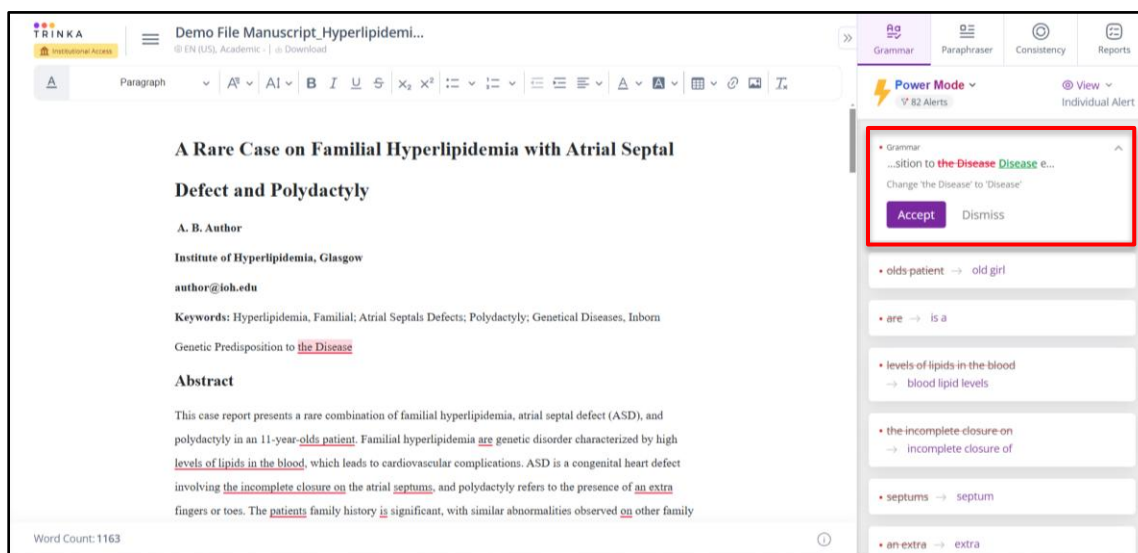 TRINKA
Institutional Access
Demo File Manuscript_Hyperlipidemi...
EN (US), Academic - | Download
Paragraph
Grammar
Paraphraser
Consistency
Reports
Power Mode
82 Alerts
View
Individual Alert
A Rare Case on Familial Hyperlipidemia with Atrial Septal
Defect and Polydactyly
A. B. Author
Institute of Hyperlipidemia, Glasgow
author@ioh.edu
Keywords: Hyperlipidemia, Familial; Atrial Septals Defects; Polydactyly; Genetical Diseases, Inborn
Genetic Predisposition to the Disease
Abstract
This case report presents a rare combination of familial hyperlipidemia, atrial septal defect (ASD), and
polydactyly in an 11-year-olds patient. Familial hyperlipidemia are genetic disorder characterized by high
levels of lipids in the blood, which leads to cardiovascular complications. ASD is a congenital heart defect
involving the incomplete closure on the atrial septums, and polydactyly refers to the presence of an extra
fingers or toes. The patients family history is significant, with similar abnormalities observed on other family
Word Count: 1163
Grammar
...sition to the Disease Disease e...
Change 'the Disease' to 'Disease'
Accept Dismiss
olds patient → old girl
are → is a
levels of lipids in the blood
→ blood lipid levels
the incomplete closure on
→ incomplete closure of
septums → septum
an extra → extra